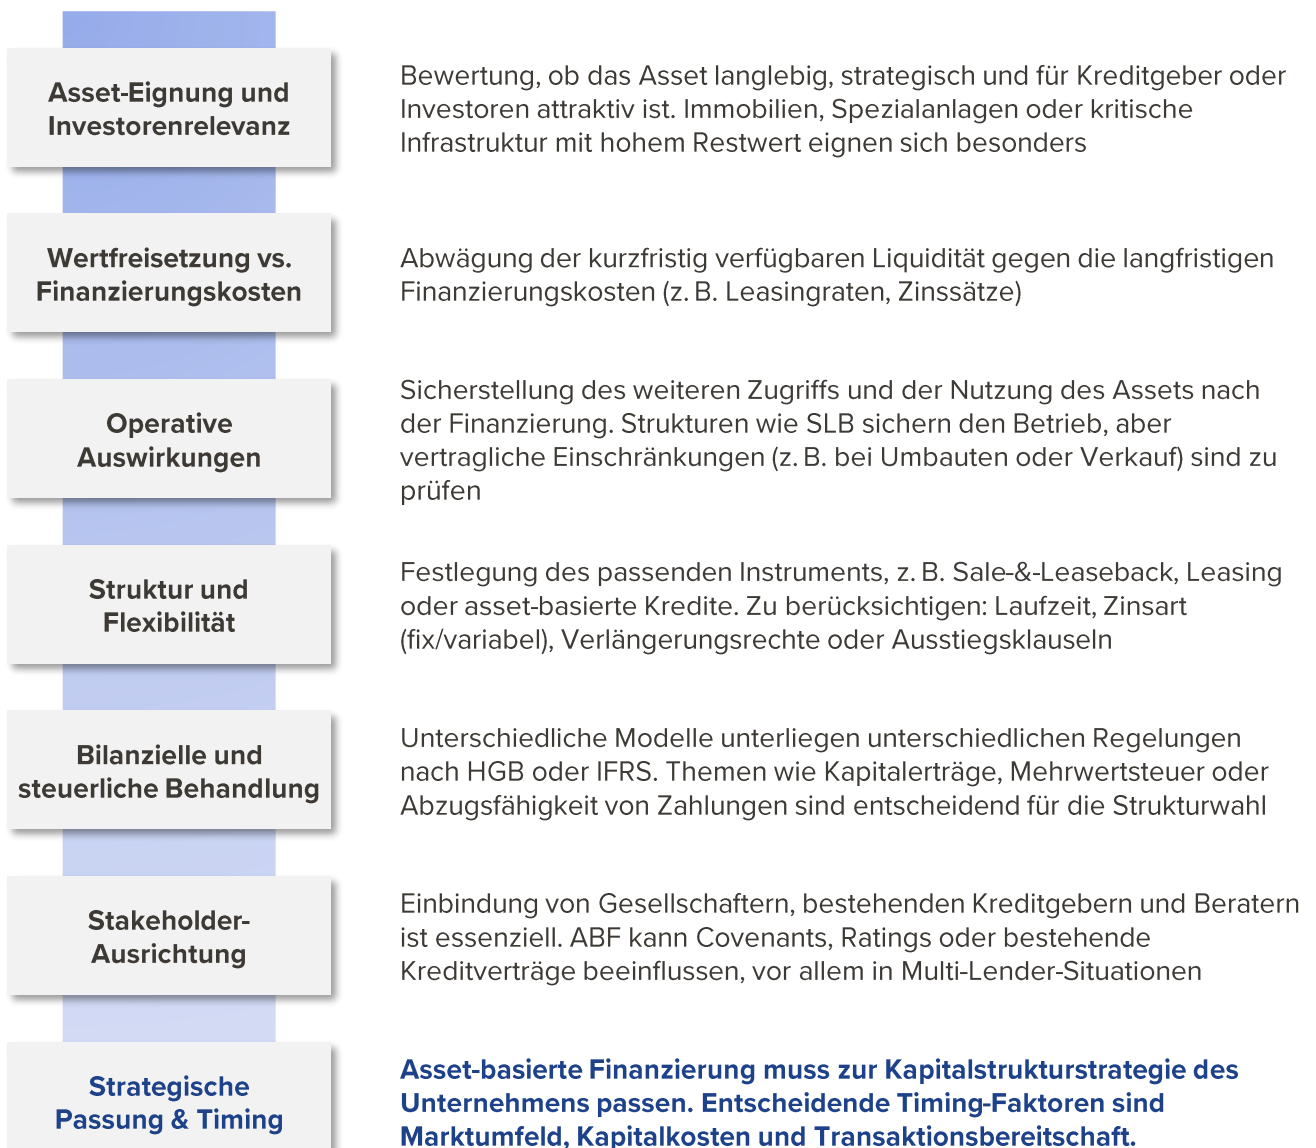 Asset-Eignung und
Investorenrelevanz
Bewertung, ob das Asset langlebig, strategisch und für Kreditgeber oder
Investoren attraktiv ist. Immobilien, Spezialanlagen oder kritische
Infrastruktur mit hohem Restwert eignen sich besonders
Wertfreisetzung vs.
Finanzierungskosten
Abwägung der kurzfristig verfügbaren Liquidität gegen die langfristigen
Finanzierungskosten (z. B. Leasingraten, Zinssätze)
Operative
Auswirkungen
Sicherstellung des weiteren Zugriffs und der Nutzung des Assets nach
der Finanzierung. Strukturen wie SLB sichern den Betrieb, aber
vertragliche Einschränkungen (z. B. bei Umbauten oder Verkauf) sind zu
prüfen
Struktur und
Flexibilität
Festlegung des passenden Instruments, z. B. Sale-&-Leaseback, Leasing
oder asset-basierte Kredite. Zu berücksichtigen: Laufzeit, Zinsart
(fix/variabel), Verlängerungsrechte oder Ausstiegsklauseln
Bilanzielle und
steuerliche Behandlung
Unterschiedliche Modelle unterliegen unterschiedlichen Regelungen
nach HGB oder IFRS. Themen wie Kapitalerträge, Mehrwertsteuer oder
Abzugsfähigkeit von Zahlungen sind entscheidend für die Strukturwahl
Stakeholder-
Ausrichtung
Einbindung von Gesellschaftern, bestehenden Kreditgebern und Beratern
ist essenziell. ABF kann Covenants, Ratings oder bestehende
Kreditverträge beeinflussen, vor allem in Multi-Lender-Situationen
Strategische
Passung & Timing
Asset-basierte Finanzierung muss zur Kapitalstrukturstrategie des
Unternehmens passen. Entscheidende Timing-Faktoren sind
Marktumfeld, Kapitalkosten und Transaktionsbereitschaft.